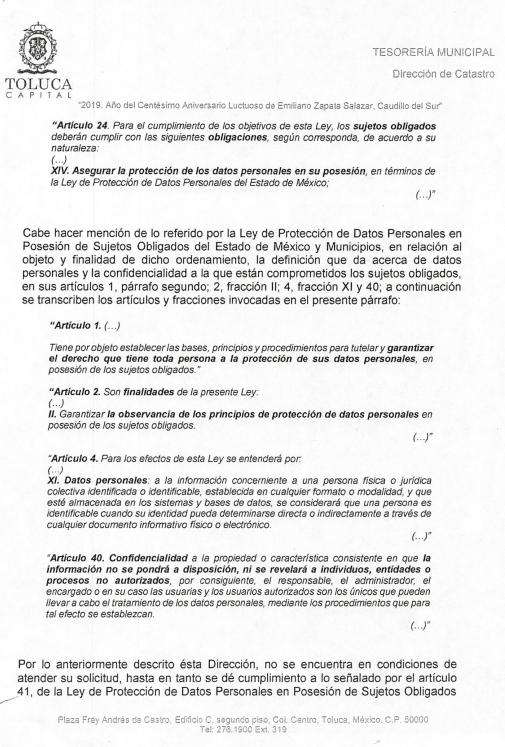 TESORERÍA MUNICIPAL
Dirección de Catastro
TOLUCA
CAPITAL
"2019. Año del Centésimo Aniversario Luctuoso de Emiliano Zapata Salazar, Caudillo del Sur"
"Artículo 24. Para el cumplimiento de los objetivos de esta Ley, los sujetos obligados
deberán cumplir con las siguientes obligaciones, según corresponda, de acuerdo a su
naturaleza:
(...)
XIV. Asegurar la protección de los datos personales en su posesión, en términos de
la Ley de Protección de Datos Personales del Estado de México;
(...)"
Cabe hacer mención de lo referido por la Ley de Protección de Datos Personales en
Posesión de Sujetos Obligados del Estado de México y Municipios, en relación al
objeto y finalidad de dicho ordenamiento, la definición que da acerca de datos
personales y la confidencialidad a la que están comprometidos los sujetos obligados,
en sus artículos 1, párrafo segundo; 2, fracción II; 4, fracción XI y 40; a continuación
se transcriben los artículos y fracciones invocadas en el presente párrafo:
"Artículo 1. (...)
Tiene por objeto establecer las bases, principios y procedimientos para tutelar y garantizar
el derecho que tiene toda persona a la protección de sus datos personales, en
posesión de los sujetos obligados."
"Artículo 2. Son finalidades de la presente Ley:
(...)
II. Garantizar la observancia de los principios de protección de datos personales en
posesión de los sujetos obligados.
(...)"
"Artículo 4. Para los efectos de esta Ley se entenderá por:
(...)
XI. Datos personales: a la información concerniente a una persona física o jurídica
colectiva identificada o identificable, establecida en cualquier formato o modalidad, y que
esté almacenada en los sistemas y bases de datos, se considerará que una persona es
identificable cuando su identidad pueda determinarse directa o indirectamente a través de
cualquier documento informativo físico o electrónico.
(...)"
"Artículo 40. Confidencialidad a la propiedad o característica consistente en que la
información no se pondrá a disposición, ni se revelará a individuos, entidades o
procesos no autorizados, por consiguiente, el responsable, el administrador, el
encargado o en su caso las usuarias y los usuarios autorizados son los únicos que pueden
llevar a cabo el tratamiento de los datos personales, mediante los procedimientos que para
tal efecto se establezcan.
(...)"
Por lo anteriormente descrito ésta Dirección, no se encuentra en condiciones de
atender su solicitud, hasta en tanto se dé cumplimiento a lo señalado por el artículo
41, de la Ley de Protección de Datos Personales en Posesión de Sujetos Obligados
Plaza Fray Andrés de Castro, Edificio C, segundo piso, Col. Centro, Toluca, México. C.P. 50000
Tel: 276.1900 Ext. 319